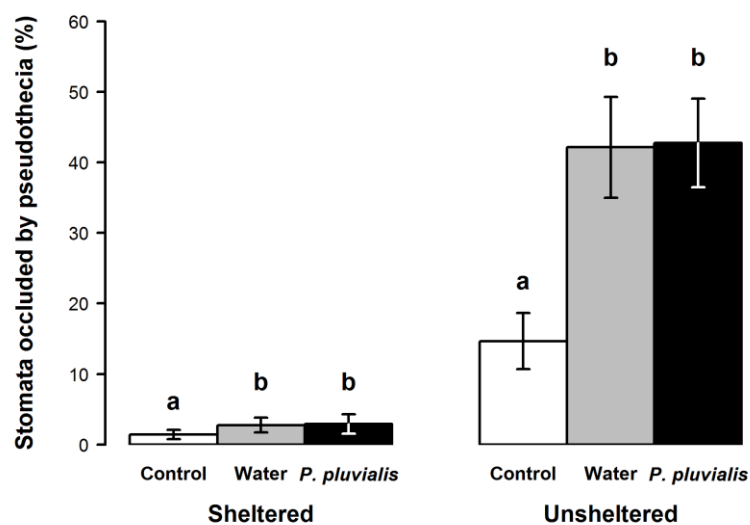 Stomata occluded by pseudothecia (%)
60
50
40
30
20
10
0
a
b
b
a
b
b
Control
Water
P. pluvialis
Control
Water
P. pluvialis
Sheltered
Unsheltered